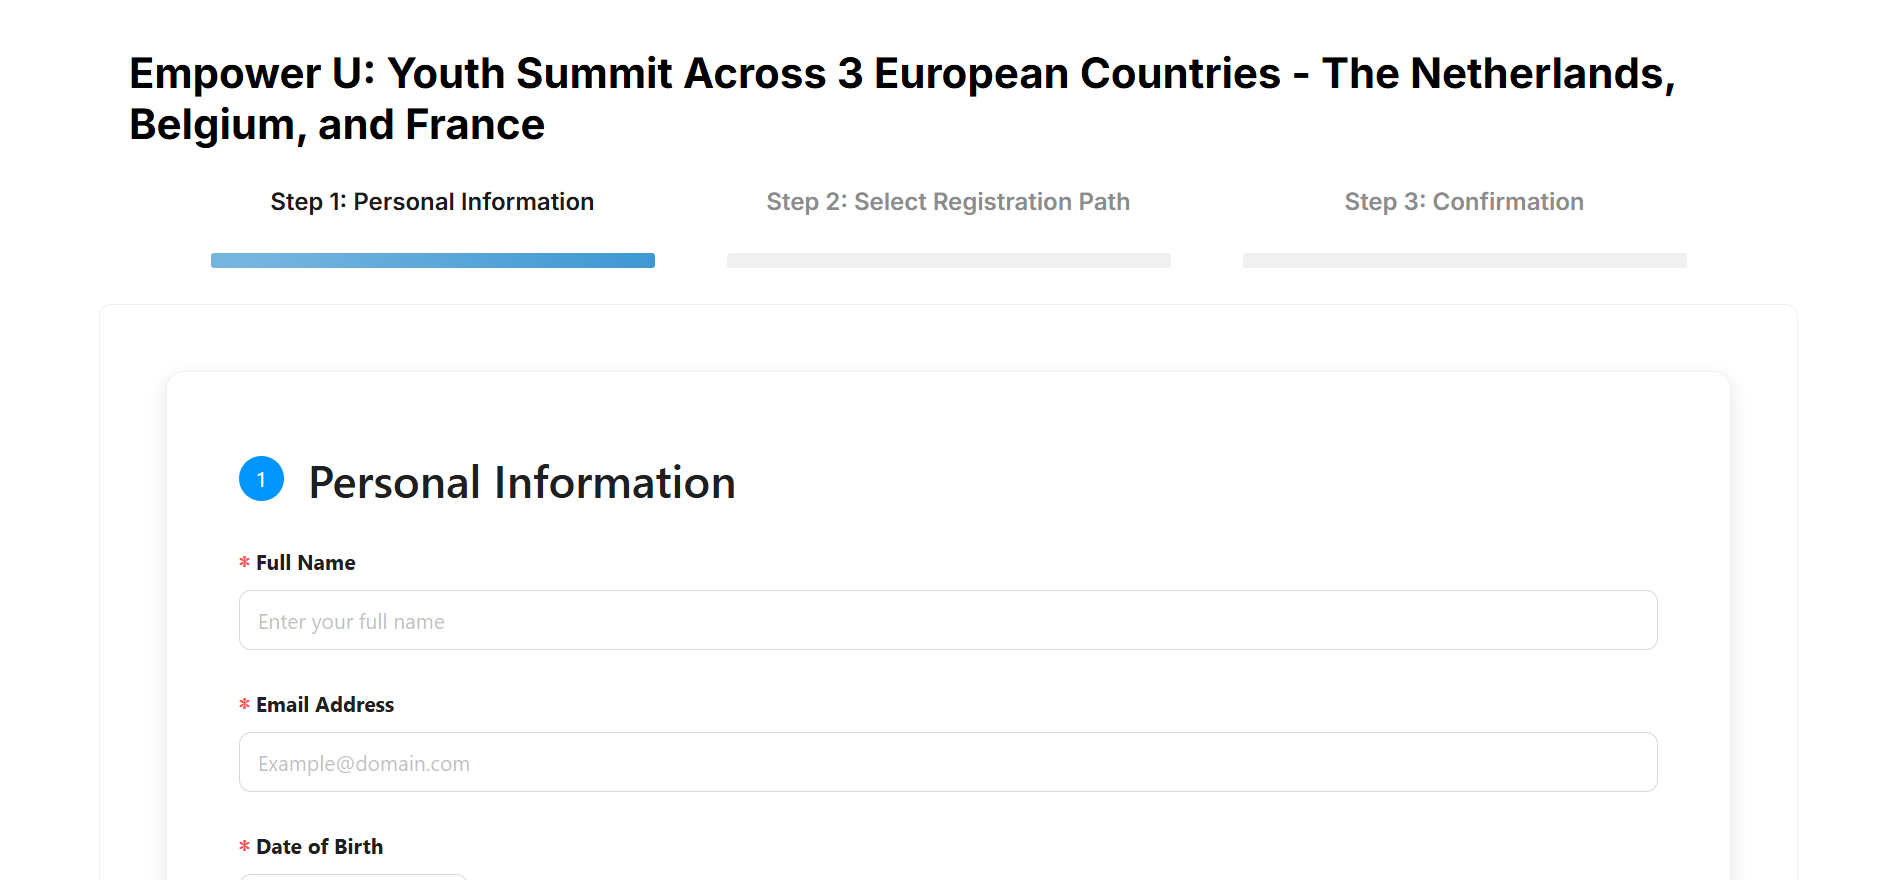 Empower U: Youth Summit Across 3 European Countries - The Netherlands,
Belgium, and France
Step 1: Personal Information
Step 2: Select Registration Path
Step 3: Confirmation
1 Personal Information
* Full Name
Enter your full name
* Email Address
Example@domain.com
* Date of Birth